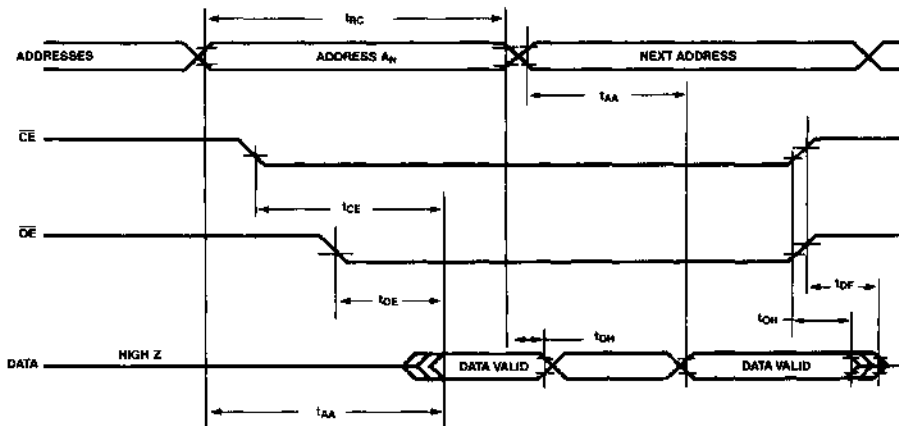 tRC
ADDRESSES
ADDRESS AN
NEXT ADDRESS
tAA
CE
tCE
OE
tOE
tDF
tOH
tOH
DATA
HIGH Z
DATA VALID
DATA VALID
tAA